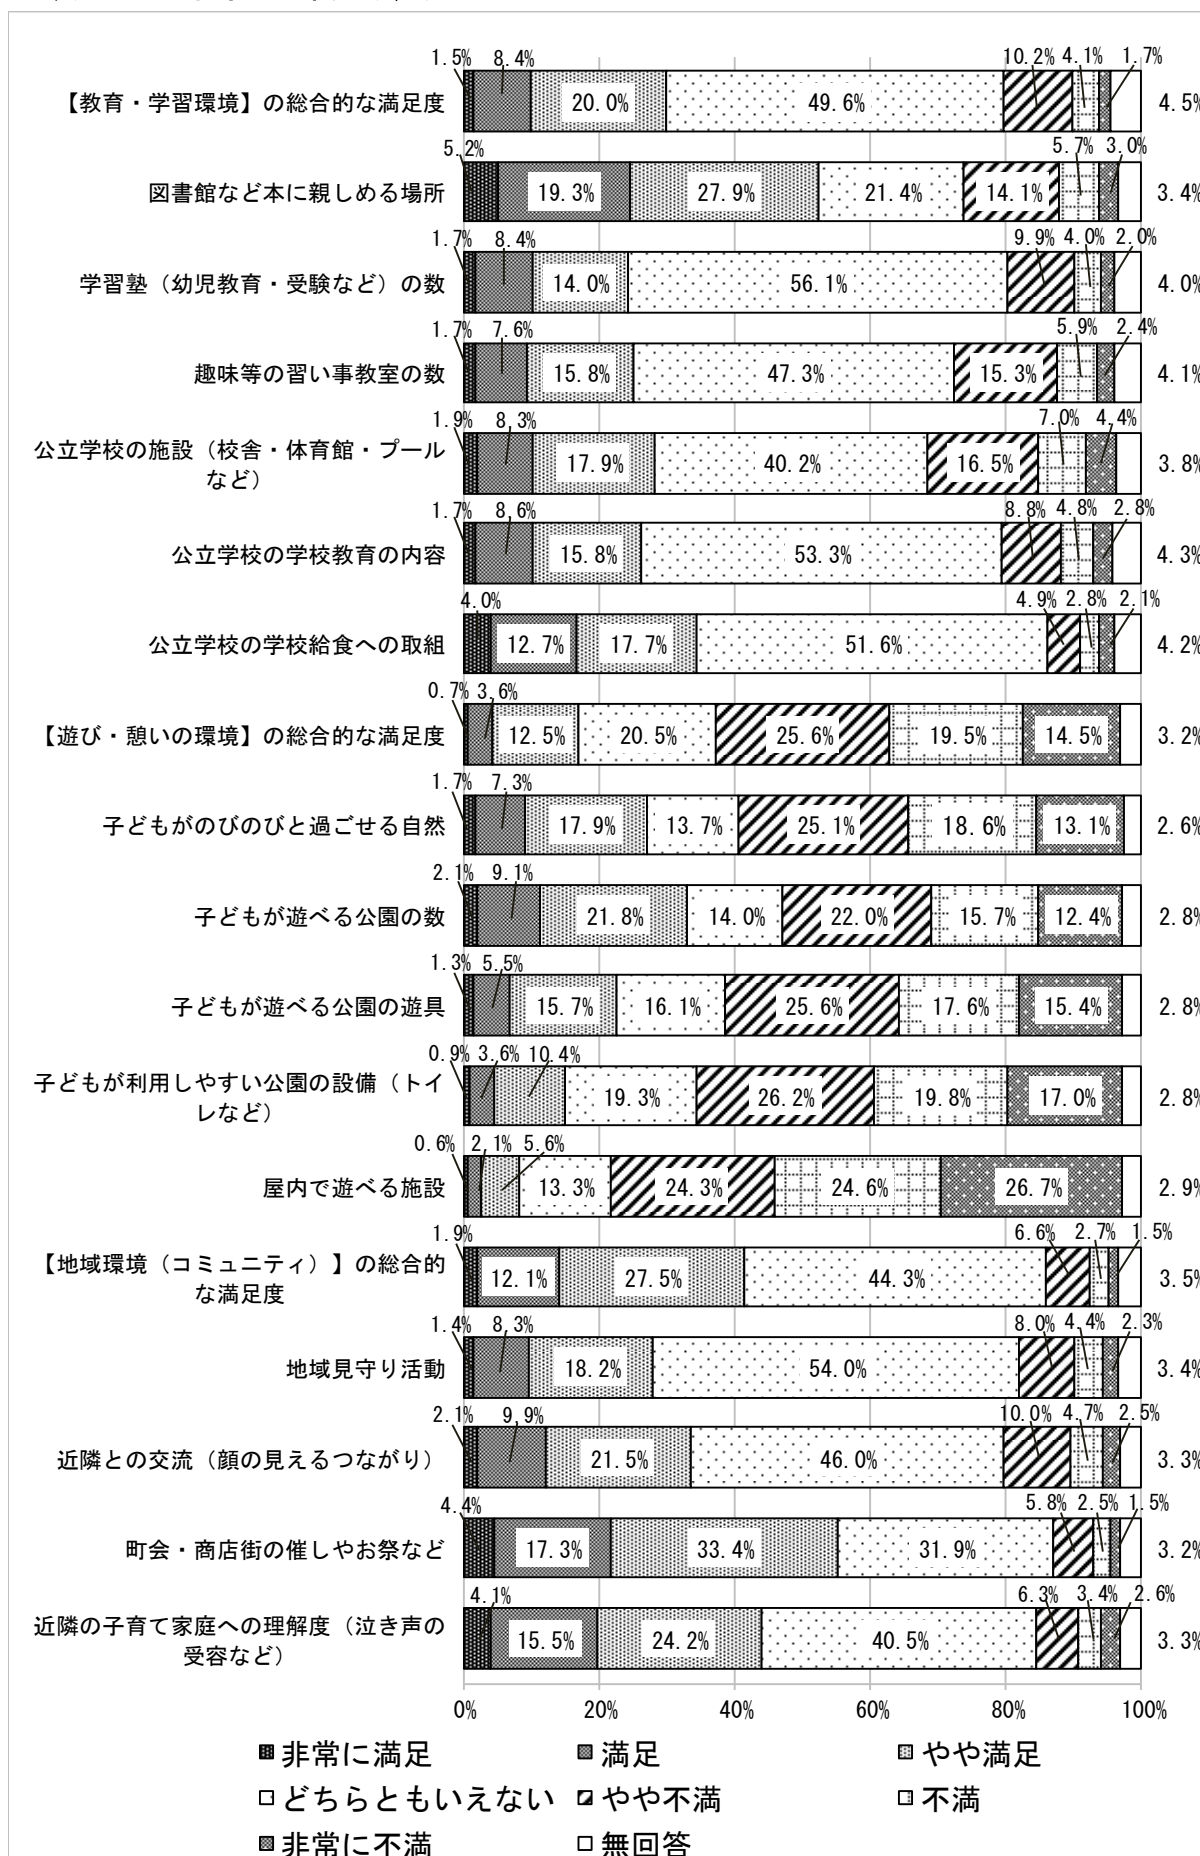 1.5% 8.4% 10.2% 4.1% 1.7%
【教育・学習環境】の総合的な満足度 20.0% 49.6% 4.5%
5.2% 5.7% 3.0%
図書館など本に親しめる場所 19.3% 27.9% 21.4% 14.1% 3.4%
1.7% 8.4% 9.9% 4.0% 2.0%
学習塾（幼児教育・受験など）の数 14.0% 56.1% 4.0%
1.7% 7.6% 5.9% 2.4%
趣味等の習い事教室の数 15.8% 47.3% 15.3% 4.1%
1.9% 8.3% 7.0% 4.4%
公立学校の施設（校舎・体育館・プール
など） 17.9% 40.2% 16.5% 3.8%
1.7% 8.6% 8.8% 4.8% 2.8%
公立学校の学校教育の内容 15.8% 53.3% 4.3%
4.0% 4.9% 2.8% 2.1%
公立学校の学校給食への取組 12.7% 17.7% 51.6% 4.2%
0.7% 3.6%
【遊び・憩いの環境】の総合的な満足度 12.5% 20.5% 25.6% 19.5% 14.5% 3.2%
1.7% 7.3%
子どもがのびのびと過ごせる自然 17.9% 13.7% 25.1% 18.6% 13.1% 2.6%
2.1% 9.1%
子どもが遊べる公園の数 21.8% 14.0% 22.0% 15.7% 12.4% 2.8%
1.3% 5.5%
子どもが遊べる公園の遊具 15.7% 16.1% 25.6% 17.6% 15.4% 2.8%
0.9% 3.6% 10.4%
子どもが利用しやすい公園の設備（トイ
レなど） 19.3% 26.2% 19.8% 17.0% 2.8%
0.6% 2.1% 5.6%
屋内で遊べる施設 13.3% 24.3% 24.6% 26.7% 2.9%
1.9% 6.6% 2.7% 1.5%
【地域環境（コミュニティ）】の総合的
な満足度 12.1% 27.5% 44.3% 3.5%
1.4% 8.3% 8.0% 4.4% 2.3%
地域見守り活動 18.2% 54.0% 3.4%
2.1% 9.9% 10.0% 4.7% 2.5%
近隣との交流（顔の見えるつながり） 21.5% 46.0% 3.3%
4.4% 5.8% 2.5% 1.5%
町会・商店街の催しやお祭など 17.3% 33.4% 31.9% 3.2%
4.1% 6.3% 3.4% 2.6%
近隣の子育て家庭への理解度（泣き声の
受容など） 15.5% 24.2% 40.5% 3.3%
0% 20% 40% 60% 80% 100%
非常に満足 満足 やや満足
どちらともいえない やや不満 不満
非常に不満 無回答